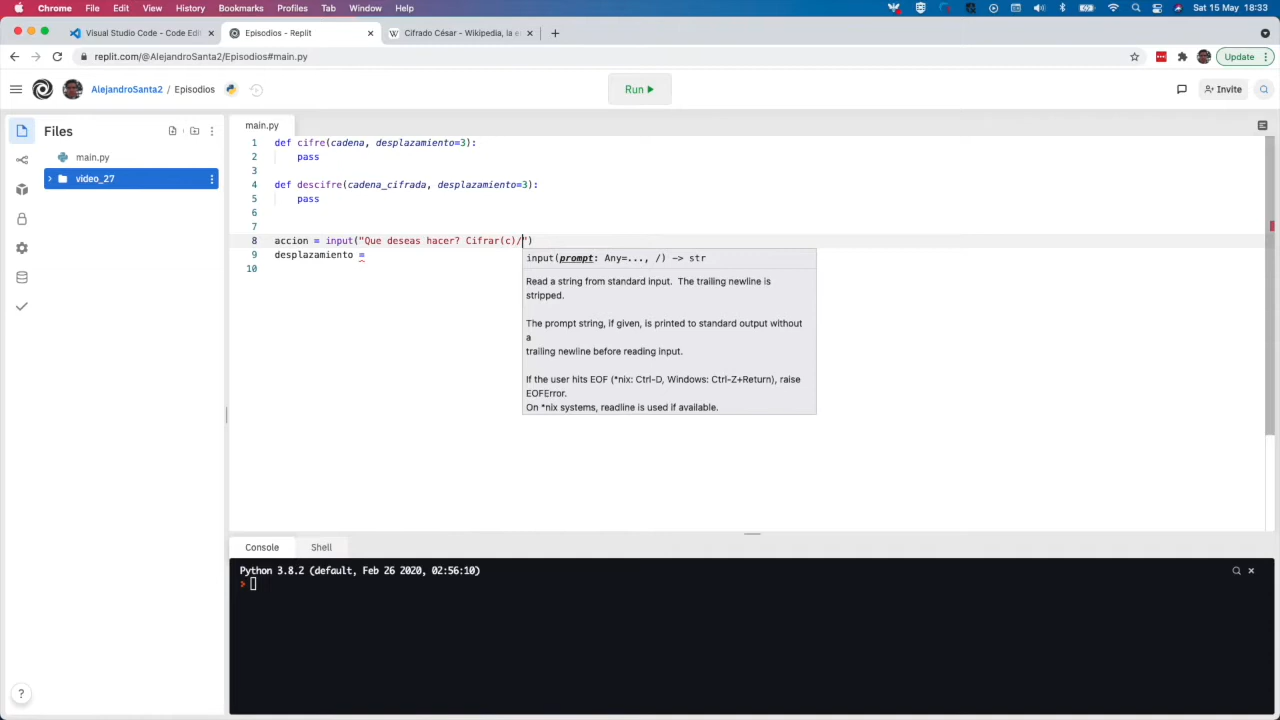 Chrome File Edit View History Bookmarks Profiles Tab Window Help Sat 15 May 18:33
Visual Studio Code - Code Edit Episodios - Replit Cifrado César - Wikipedia, la e
replit.com/@AlejandroSanta2/Episodios#main.py Update
AlejandroSanta2 / Episodios Run Invite
Files main.py
main.py
video_27
1 def cifre(cadena, desplazamiento=3):
2 pass
3
4 def descifre(cadena_cifrada, desplazamiento=3):
5 pass
6
7
8 accion = input("Que deseas hacer? Cifrar(c)/")
9 desplazamiento =
10
input(prompt: Any=..., /) -> str
Read a string from standard input. The trailing newline is
stripped.
The prompt string, if given, is printed to standard output without
a
trailing newline before reading input.
If the user hits EOF (*nix: Ctrl-D, Windows: Ctrl-Z+Return), raise
EOFError.
On *nix systems, readline is used if available.
Console Shell
Python 3.8.2 (default, Feb 26 2020, 02:56:10)
>
?